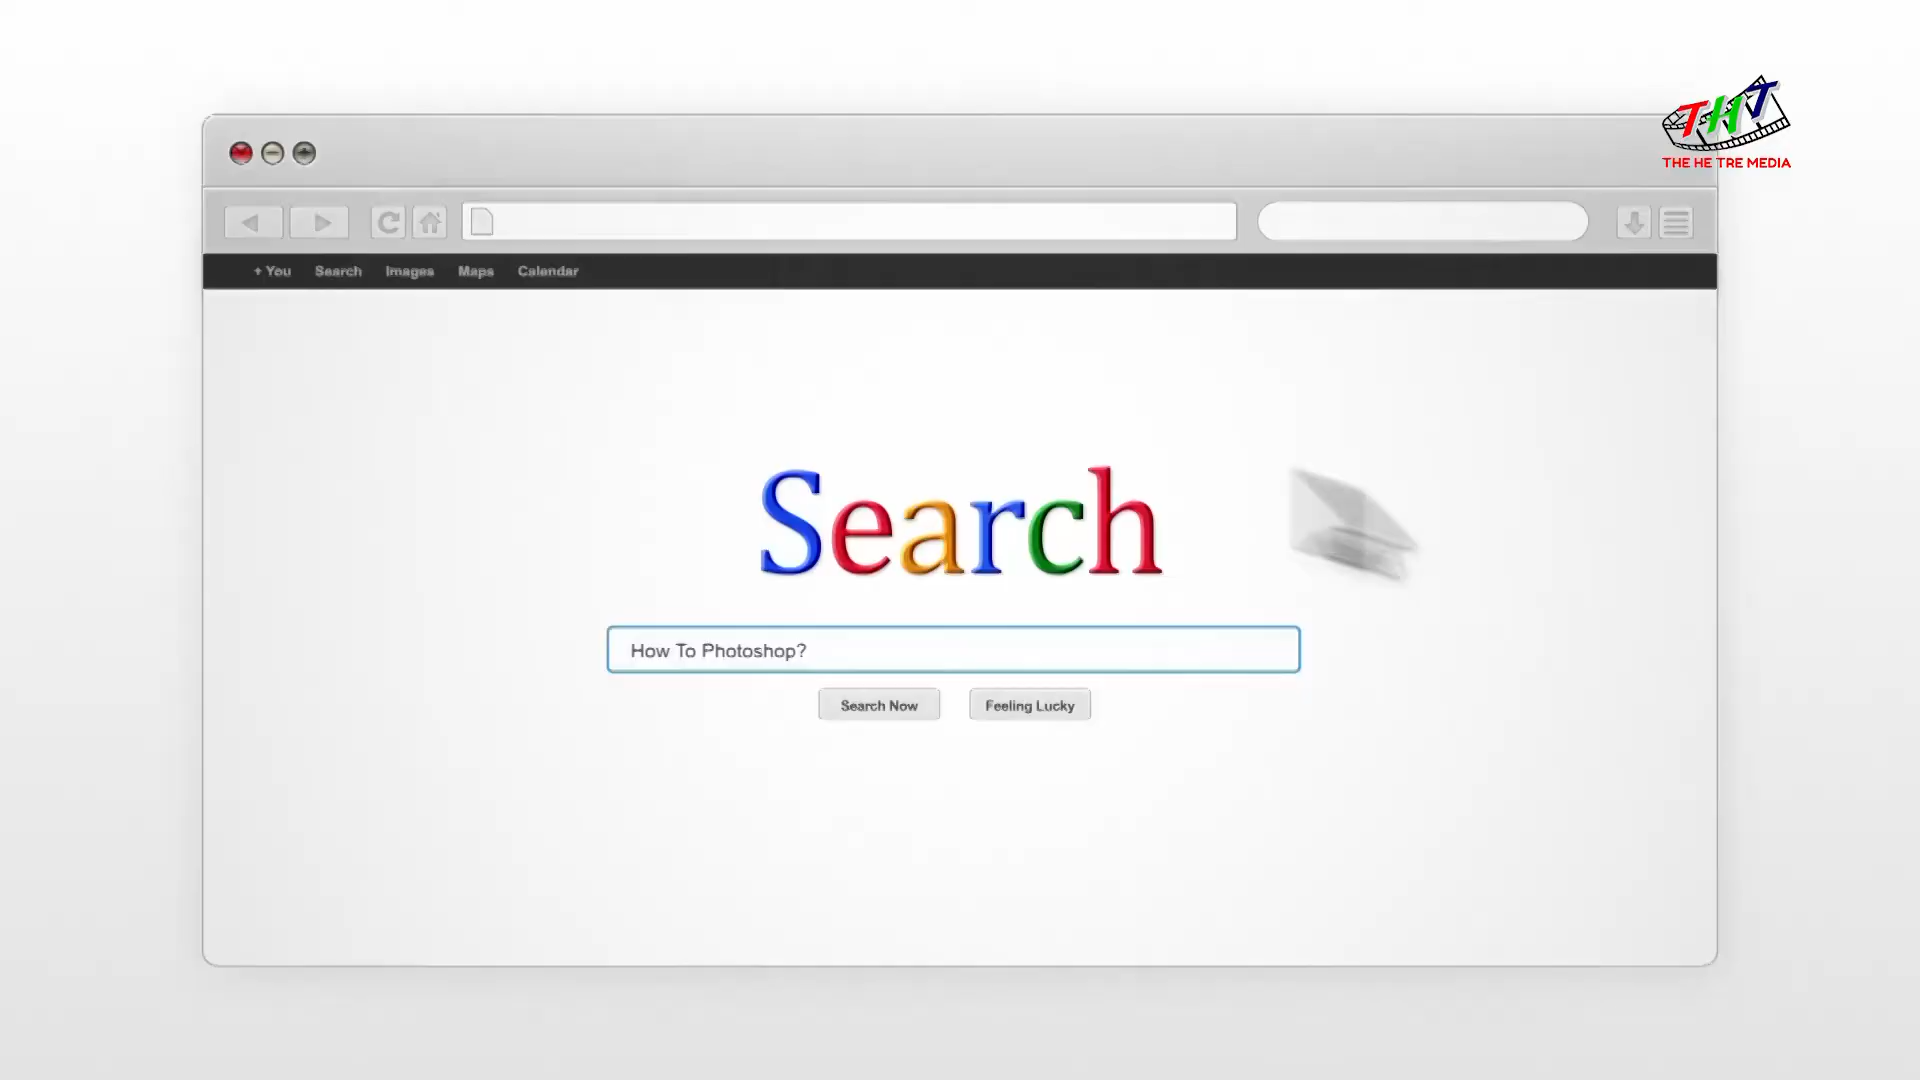 THT
THE HE TRE MEDIA
+ You Search Images Maps Calendar
Search
How To Photoshop?
Search Now Feeling Lucky